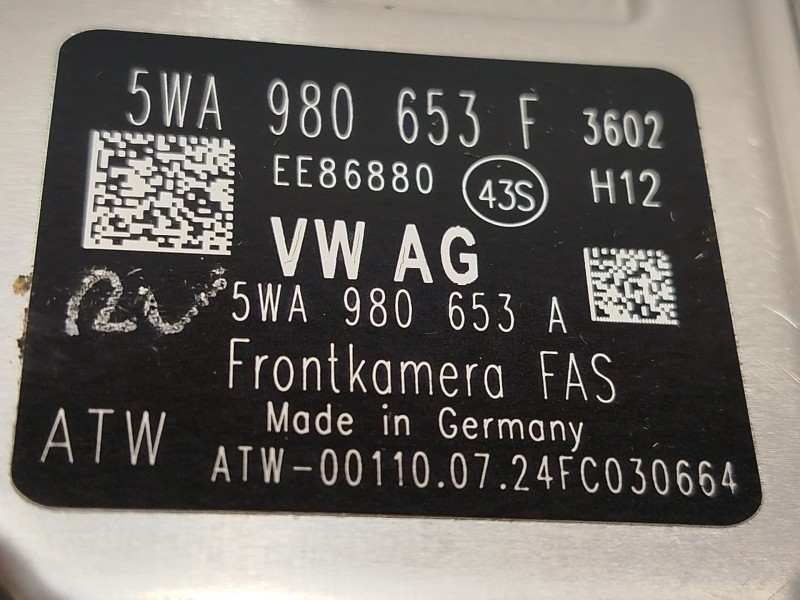 5WA 980 653 F 3602
EE86880 43S H12
VW AG
5WA 980 653 A
Frontkamera FAS
Made in Germany
ATW
ATW-00110.07.24FC030664